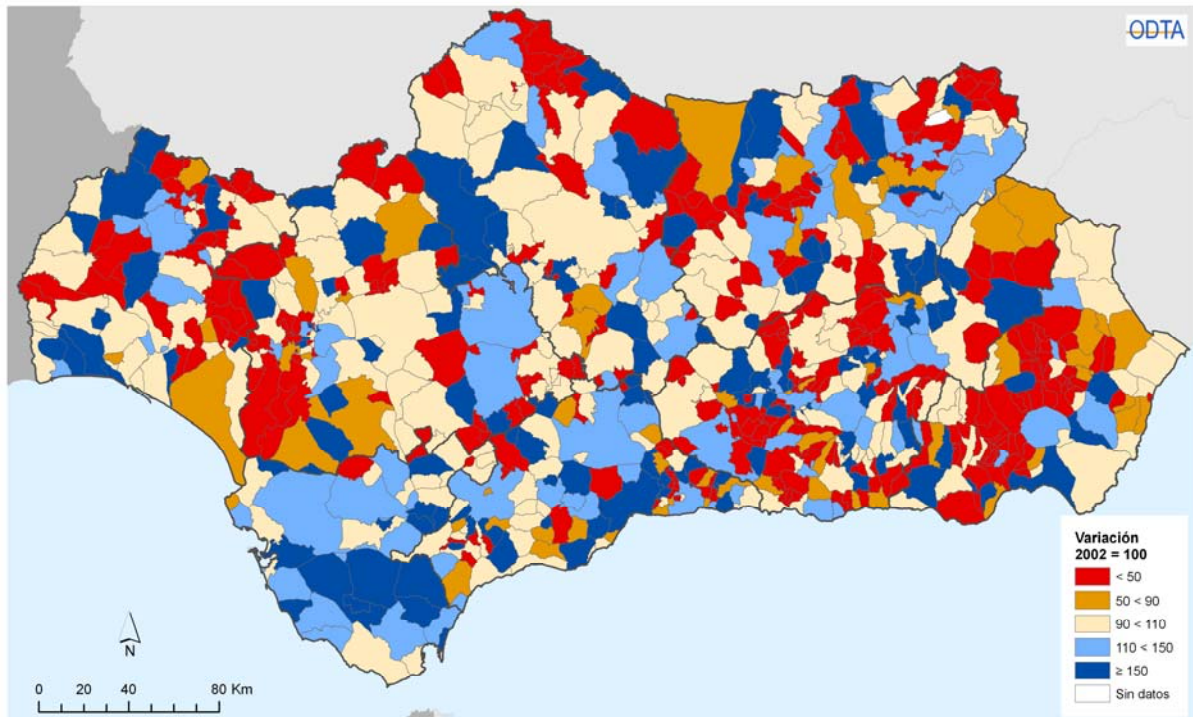 ODTA
Variación
2002 = 100
< 50
50 < 90
90 < 110
110 < 150
≥ 150
Sin datos
N
0 20 40 80 Km